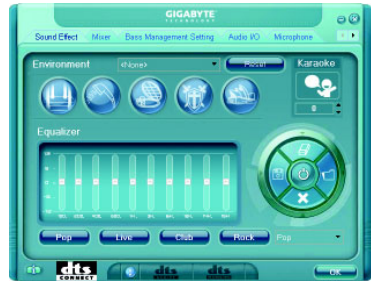 GIGABYTE
TECHNOLOGY
Sound Effect Mixer Bass Management Setting Audio I/O Microphone
Environment <None> Reset Karaoke
0
Equalizer
Pop Live Club Rock Pop
dts dts dts
CONNECT
OK